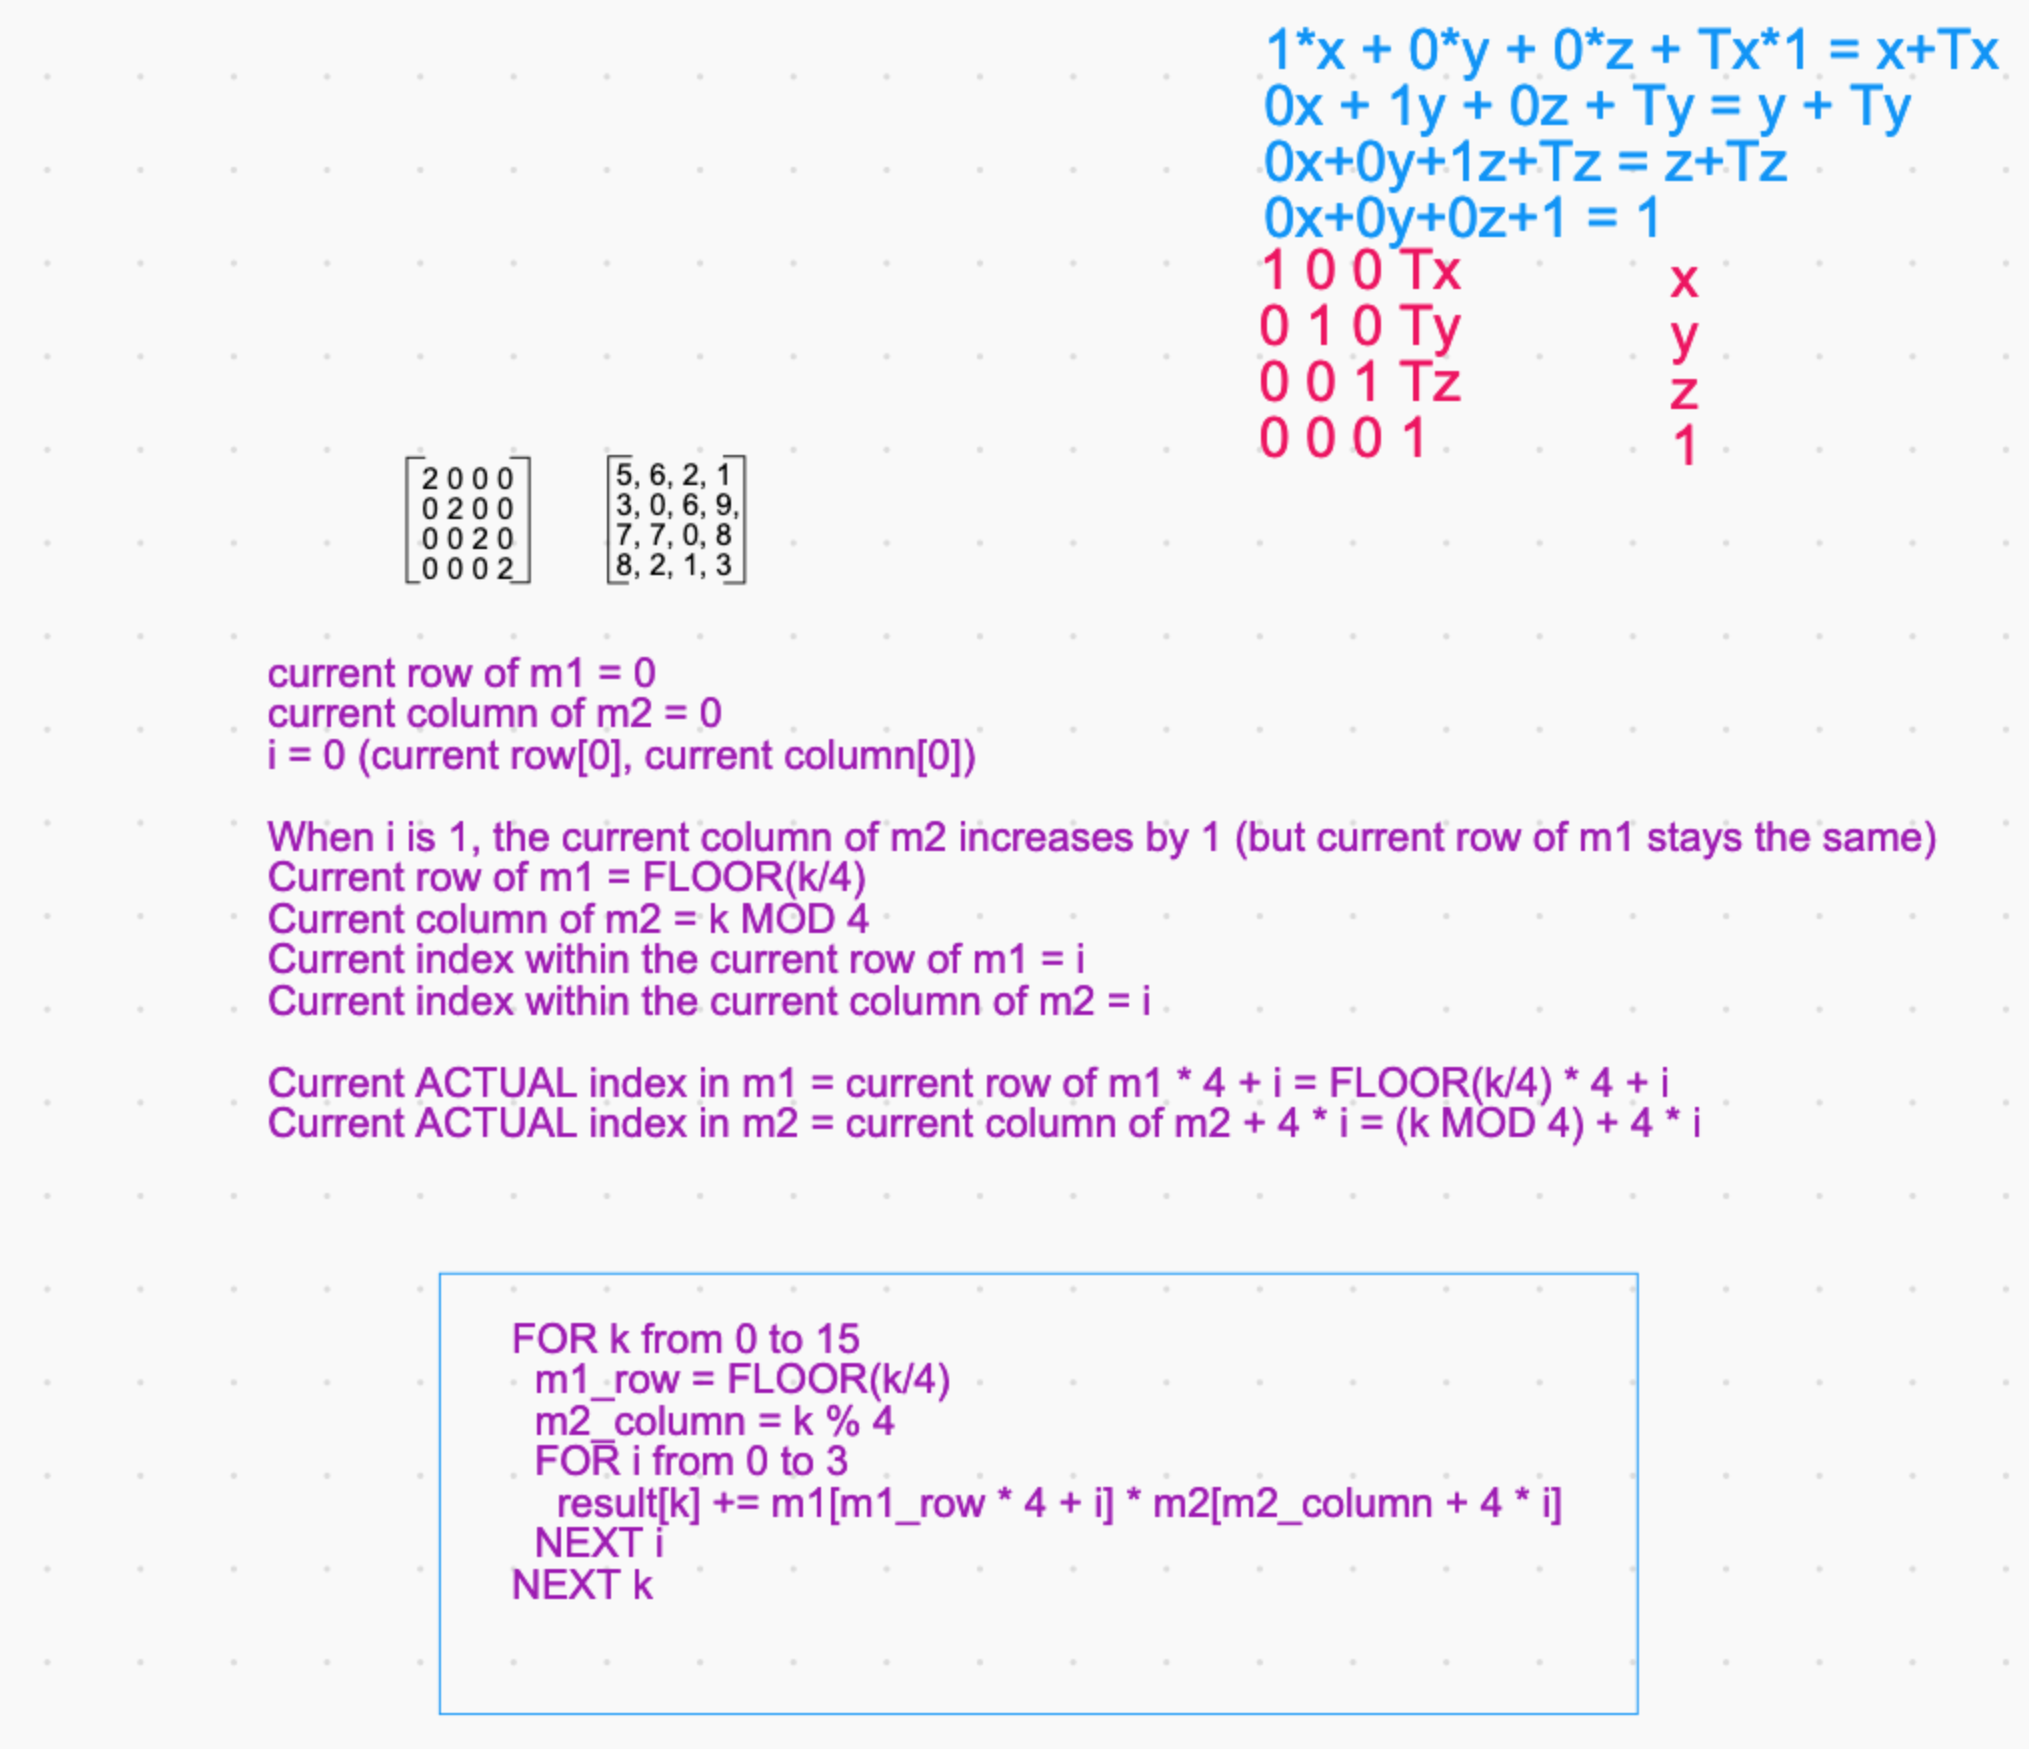 1*x + 0*y + 0*z + Tx*1 = x+Tx
0x + 1y + 0z + Ty = y + Ty
0x+0y+1z+Tz = z+Tz
0x+0y+0z+1 = 1
1 0 0 Tx x
0 1 0 Ty y
0 0 1 Tz z
0 0 0 1 1
2 0 0 0
0 2 0 0
0 0 2 0
0 0 0 2
5, 6, 2, 1
3, 0, 6, 9,
7, 7, 0, 8
8, 2, 1, 3
current row of m1 = 0
current column of m2 = 0
i = 0 (current row[0], current column[0])
When i is 1, the current column of m2 increases by 1 (but current row of m1 stays the same)
Current row of m1 = FLOOR(k/4)
Current column of m2 = k MOD 4
Current index within the current row of m1 = i
Current index within the current column of m2 = i
Current ACTUAL index in m1 = current row of m1 * 4 + i = FLOOR(k/4) * 4 + i
Current ACTUAL index in m2 = current column of m2 + 4 * i = (k MOD 4) + 4 * i
FOR k from 0 to 15
m1_row = FLOOR(k/4)
m2_column = k % 4
FOR i from 0 to 3
result[k] += m1[m1_row * 4 + i] * m2[m2_column + 4 * i]
NEXT i
NEXT k